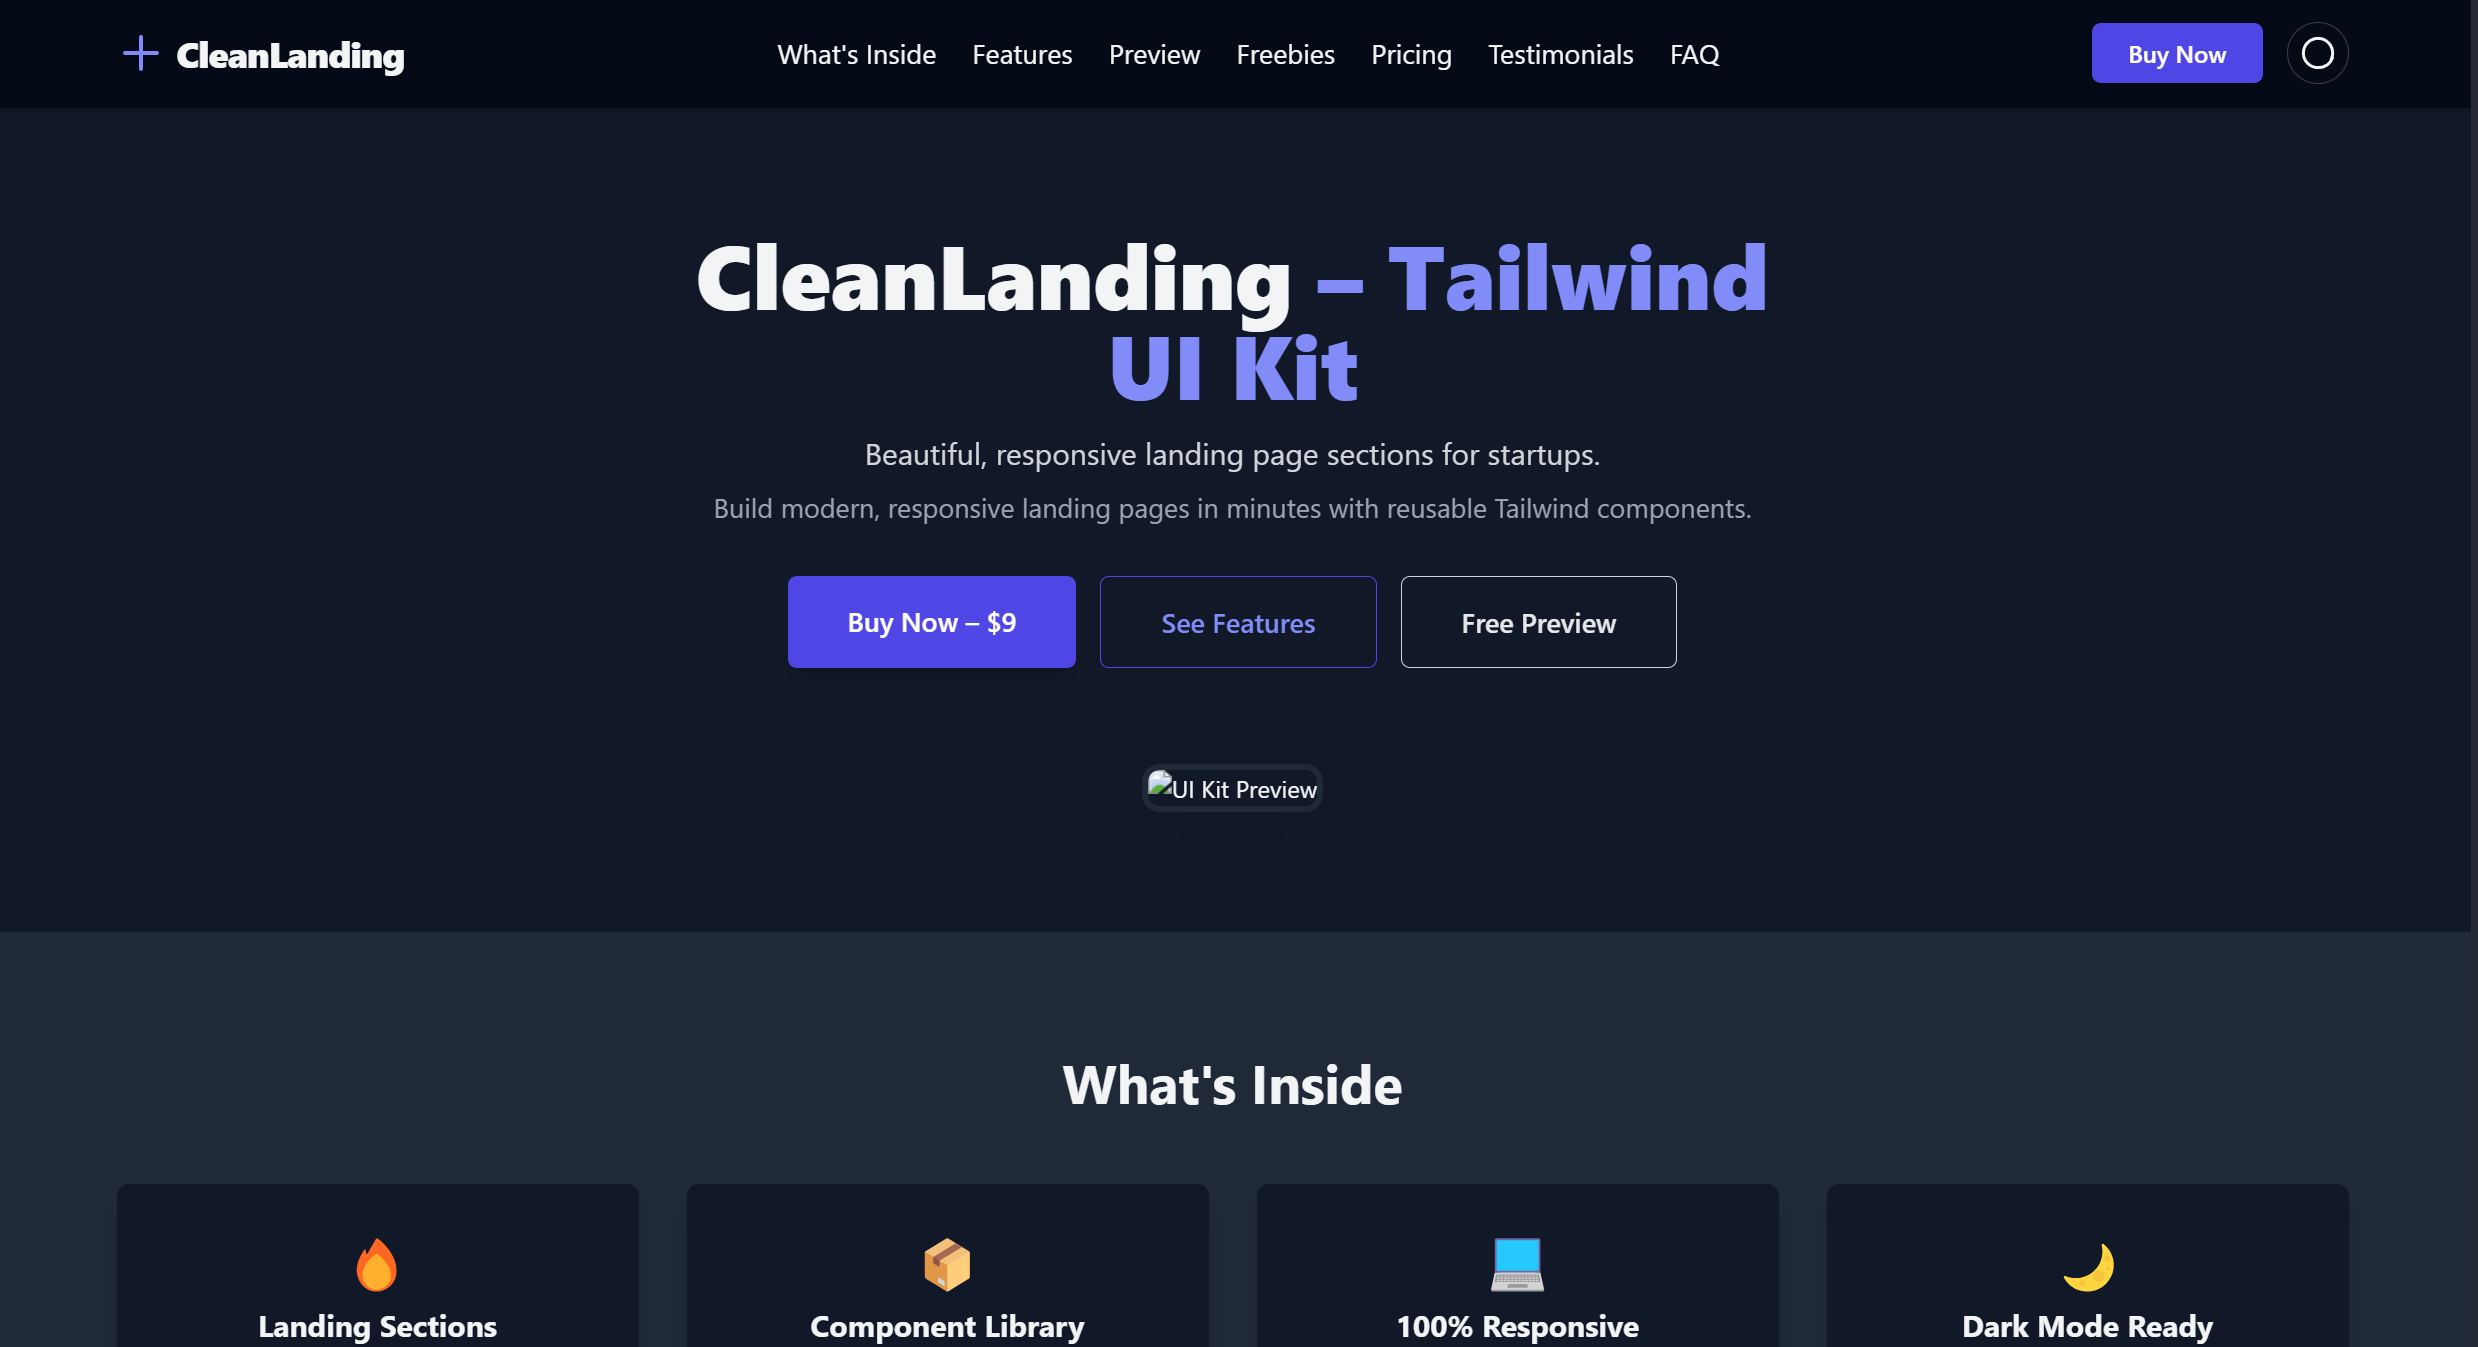 CleanLanding
What's Inside
Features
Preview
Freebies
Pricing
Testimonials
FAQ
Buy Now
CleanLanding – Tailwind
UI Kit
Beautiful, responsive landing page sections for startups.
Build modern, responsive landing pages in minutes with reusable Tailwind components.
Buy Now – $9
See Features
Free Preview
UI Kit Preview
What's Inside
Landing Sections
Component Library
100% Responsive
Dark Mode Ready